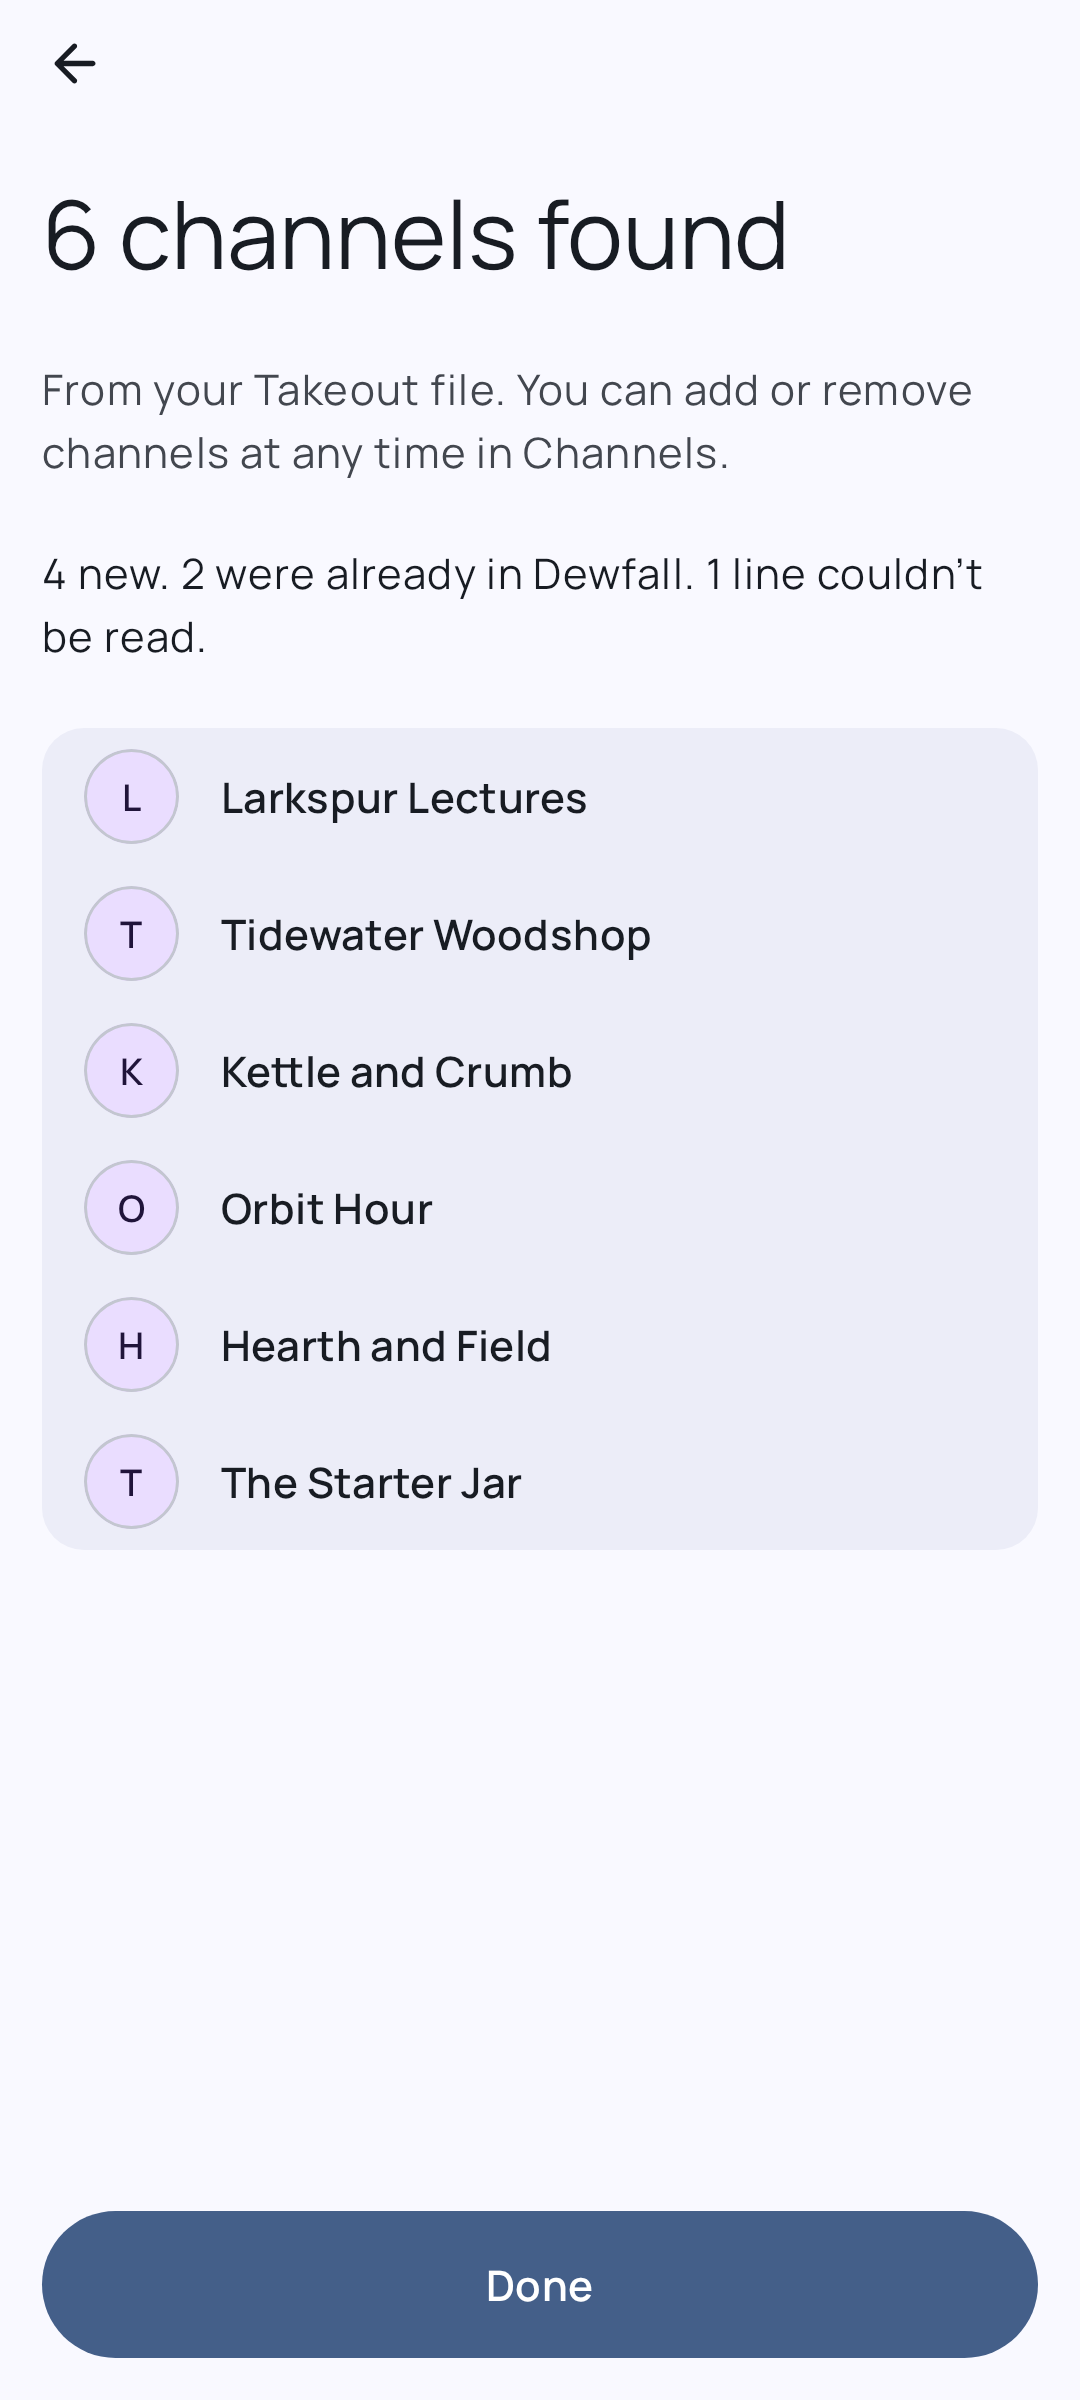 6 channels found
From your Takeout file. You can add or remove
channels at any time in Channels.
4 new. 2 were already in Dewfall. 1 line couldn’t
be read.
L Larkspur Lectures
T Tidewater Woodshop
K Kettle and Crumb
O Orbit Hour
H Hearth and Field
T The Starter Jar
Done